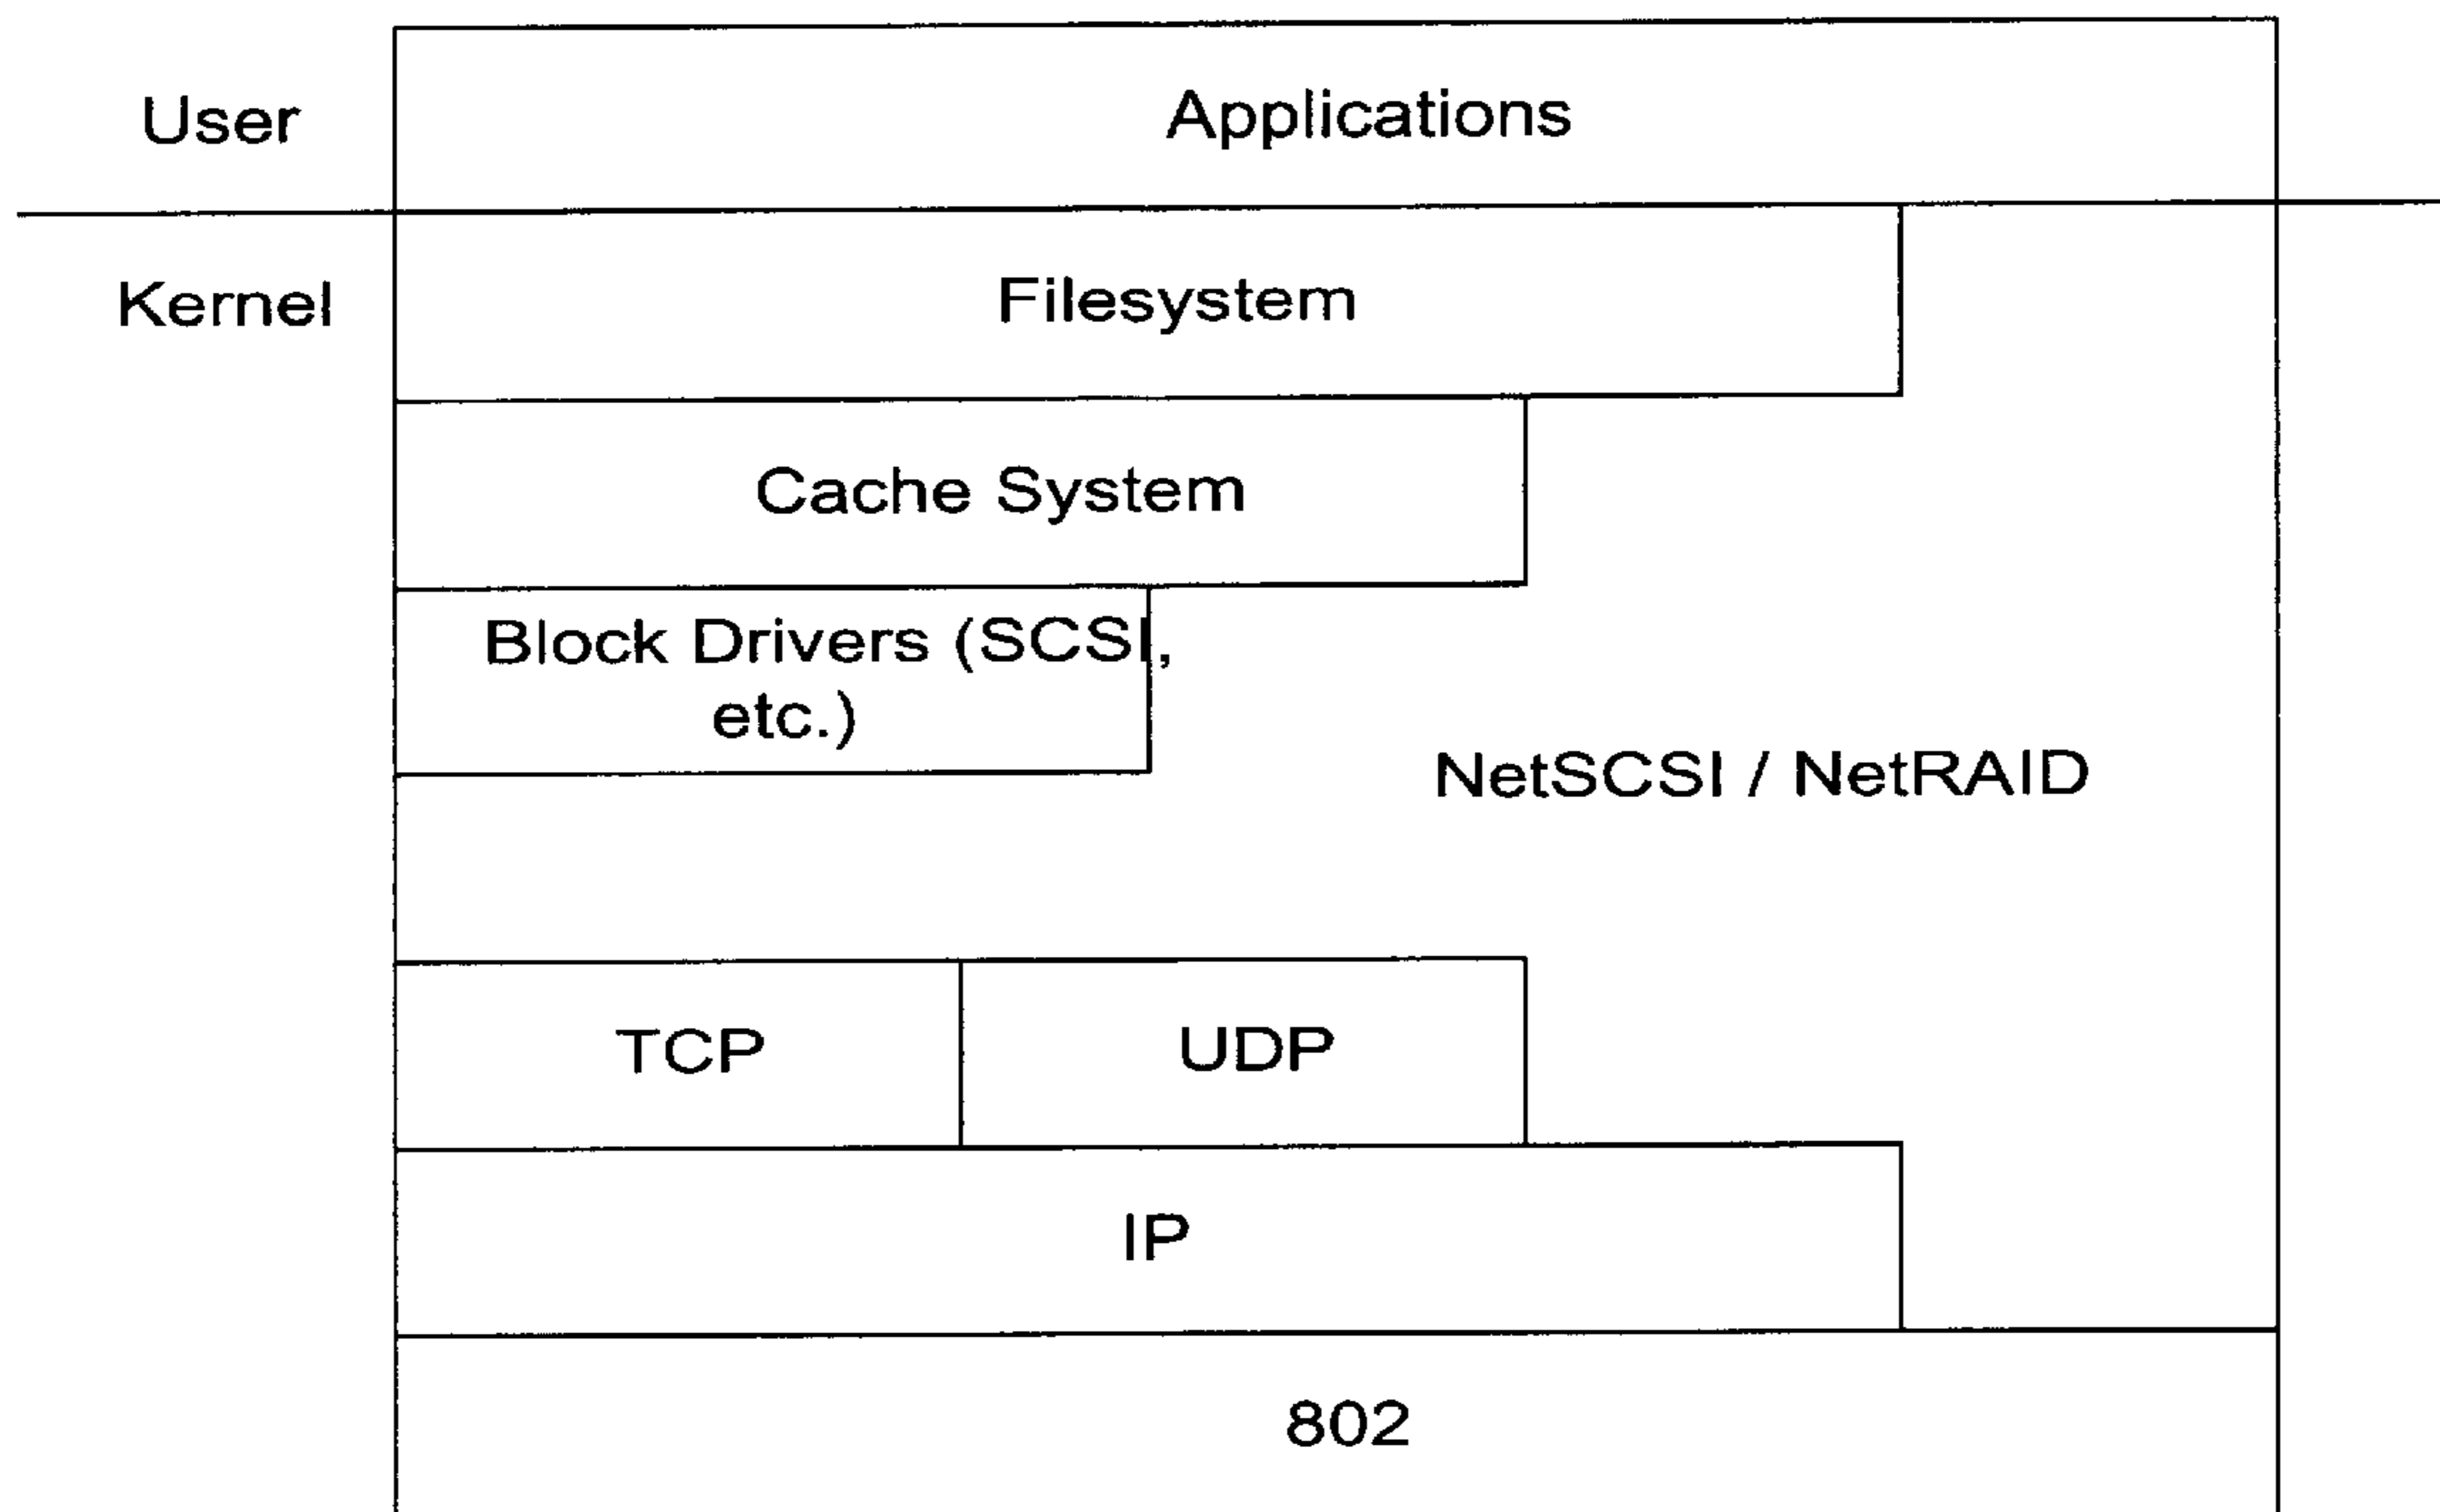 User
Applications
Kernel
Filesystem
Cache System
Block Drivers (SCSI,
etc.)
NetSCSI / NetRAID
TCP
UDP
IP
802